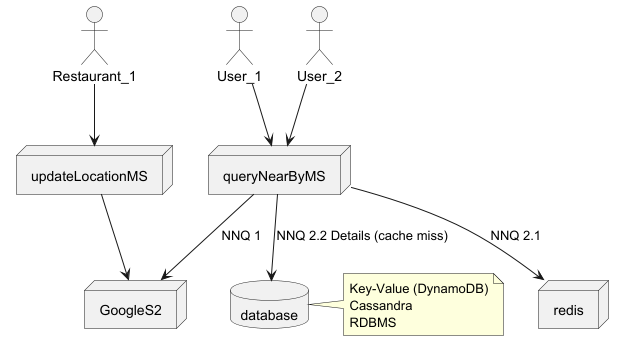 Restaurant_1
User_1
User_2
updateLocationMS
queryNearByMS
NNQ 1
NNQ 2.2 Details (cache miss)
NNQ 2.1
GoogleS2
database
Key-Value (DynamoDB)
Cassandra
RDBMS
redis